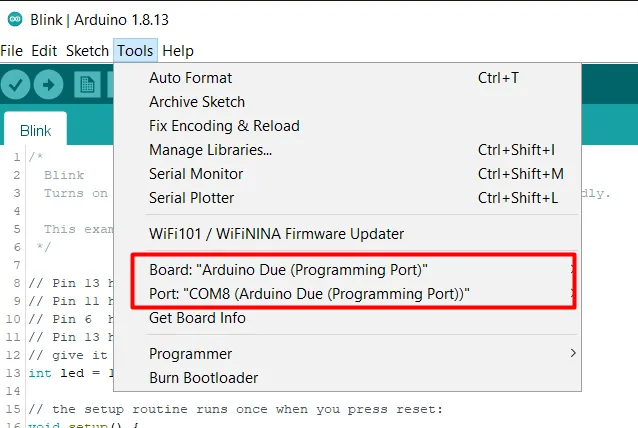 Blink | Arduino 1.8.13
File Edit Sketch Tools Help
Auto Format Ctrl+T
Archive Sketch
Fix Encoding & Reload
Manage Libraries... Ctrl+Shift+I
Serial Monitor Ctrl+Shift+M
Serial Plotter Ctrl+Shift+L
WiFi101 / WiFiNINA Firmware Updater
Board: "Arduino Due (Programming Port)"
Port: "COM8 (Arduino Due (Programming Port))"
Get Board Info
Programmer
Burn Bootloader
Blink
1 /*
2 Blink
3 Turns on dly.
4
5 This exam
6 */
7
8 // Pin 13 h
9 // Pin 11 h
10 // Pin 6 h
11 // Pin 13 h
12 // give it
13 int led = 1
14
15 // the setup routine runs once when you press reset:
16 void setup() {